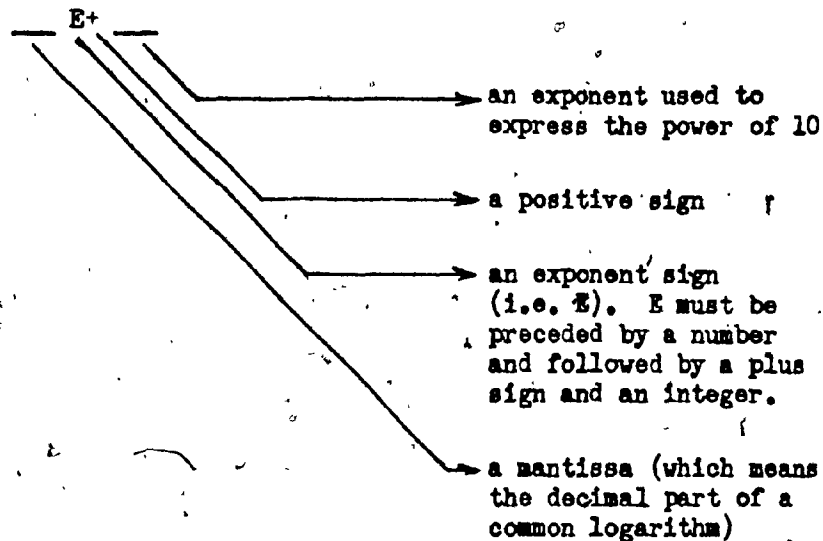 E+
an exponent used to
express the power of 10
a positive sign
an exponent sign
(i.e. E). E must be
preceded by a number
and followed by a plus
sign and an integer.
a mantissa (which means
the decimal part of a
common logarithm)